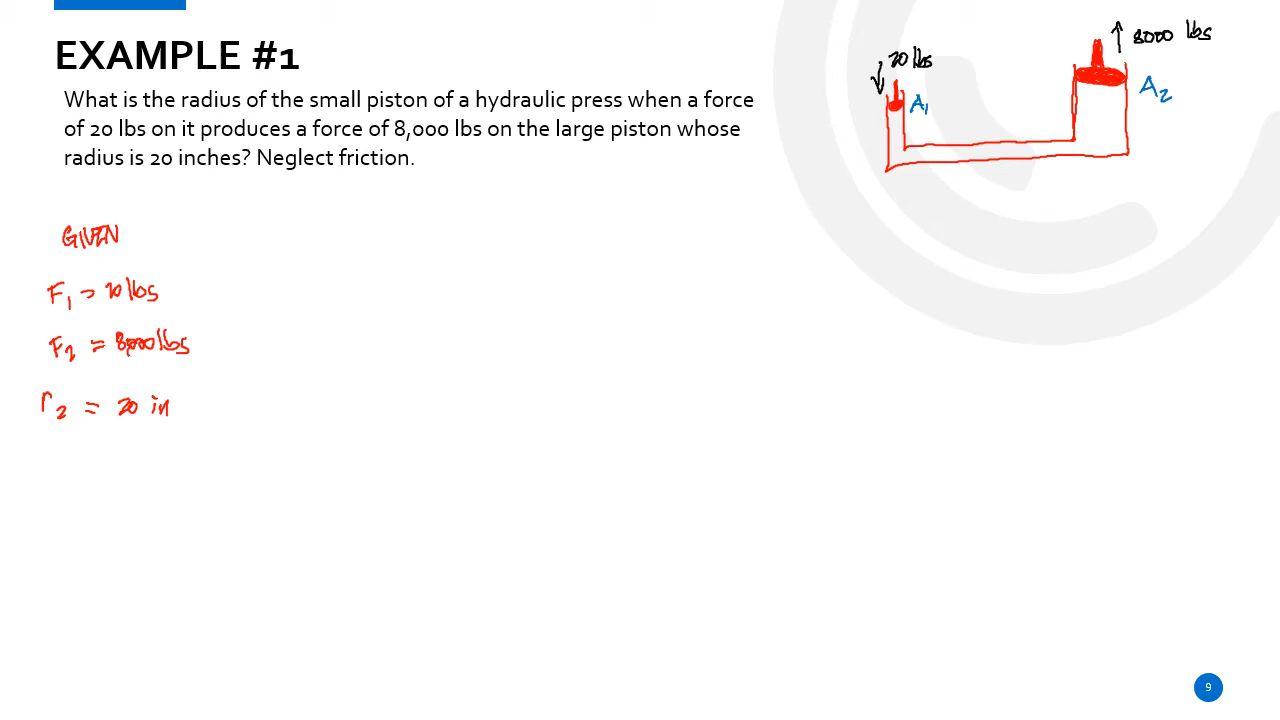 EXAMPLE #1
What is the radius of the small piston of a hydraulic press when a force
of 20 lbs on it produces a force of 8,000 lbs on the large piston whose
radius is 20 inches? Neglect friction.
20 lbs
A1
8000 lbs
A2
GIVEN
F1 = 20 lbs
F2 = 8,000 lbs
r2 = 20 in
9